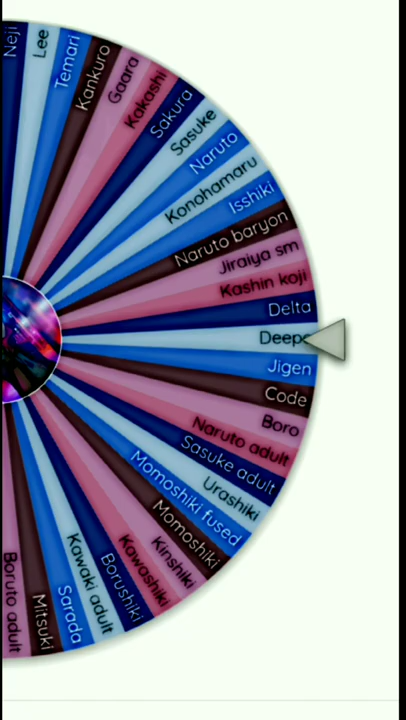 Neji
Lee
Temari
Kankuro
Gaara
Kakashi
Sakura
Sasuke
Naruto
Konohamaru
Isshiki
Naruto baryon
Jiraiya sm
Kashin koji
Delta
Deepa
Jigen
Code
Boro
Naruto adult
Sasuke adult
Urashiki
Momoshiki fused
Momoshiki
Kinshiki
Kawashiki
Borushiki
Kawaki adult
Sarada
Mitsuki
Boruto adult